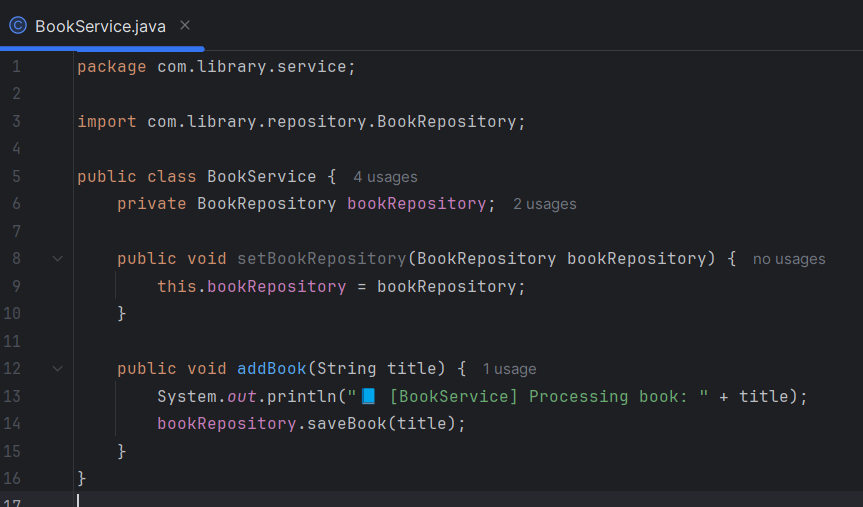 BookService.java
1 package com.library.service;
2
3 import com.library.repository.BookRepository;
4
5 public class BookService { 4 usages
6     private BookRepository bookRepository; 2 usages
7
8     public void setBookRepository(BookRepository bookRepository) { no usages
9         this.bookRepository = bookRepository;
10     }
11
12     public void addBook(String title) { 1 usage
13         System.out.println("📘 [BookService] Processing book: " + title);
14         bookRepository.saveBook(title);
15     }
16 }
17